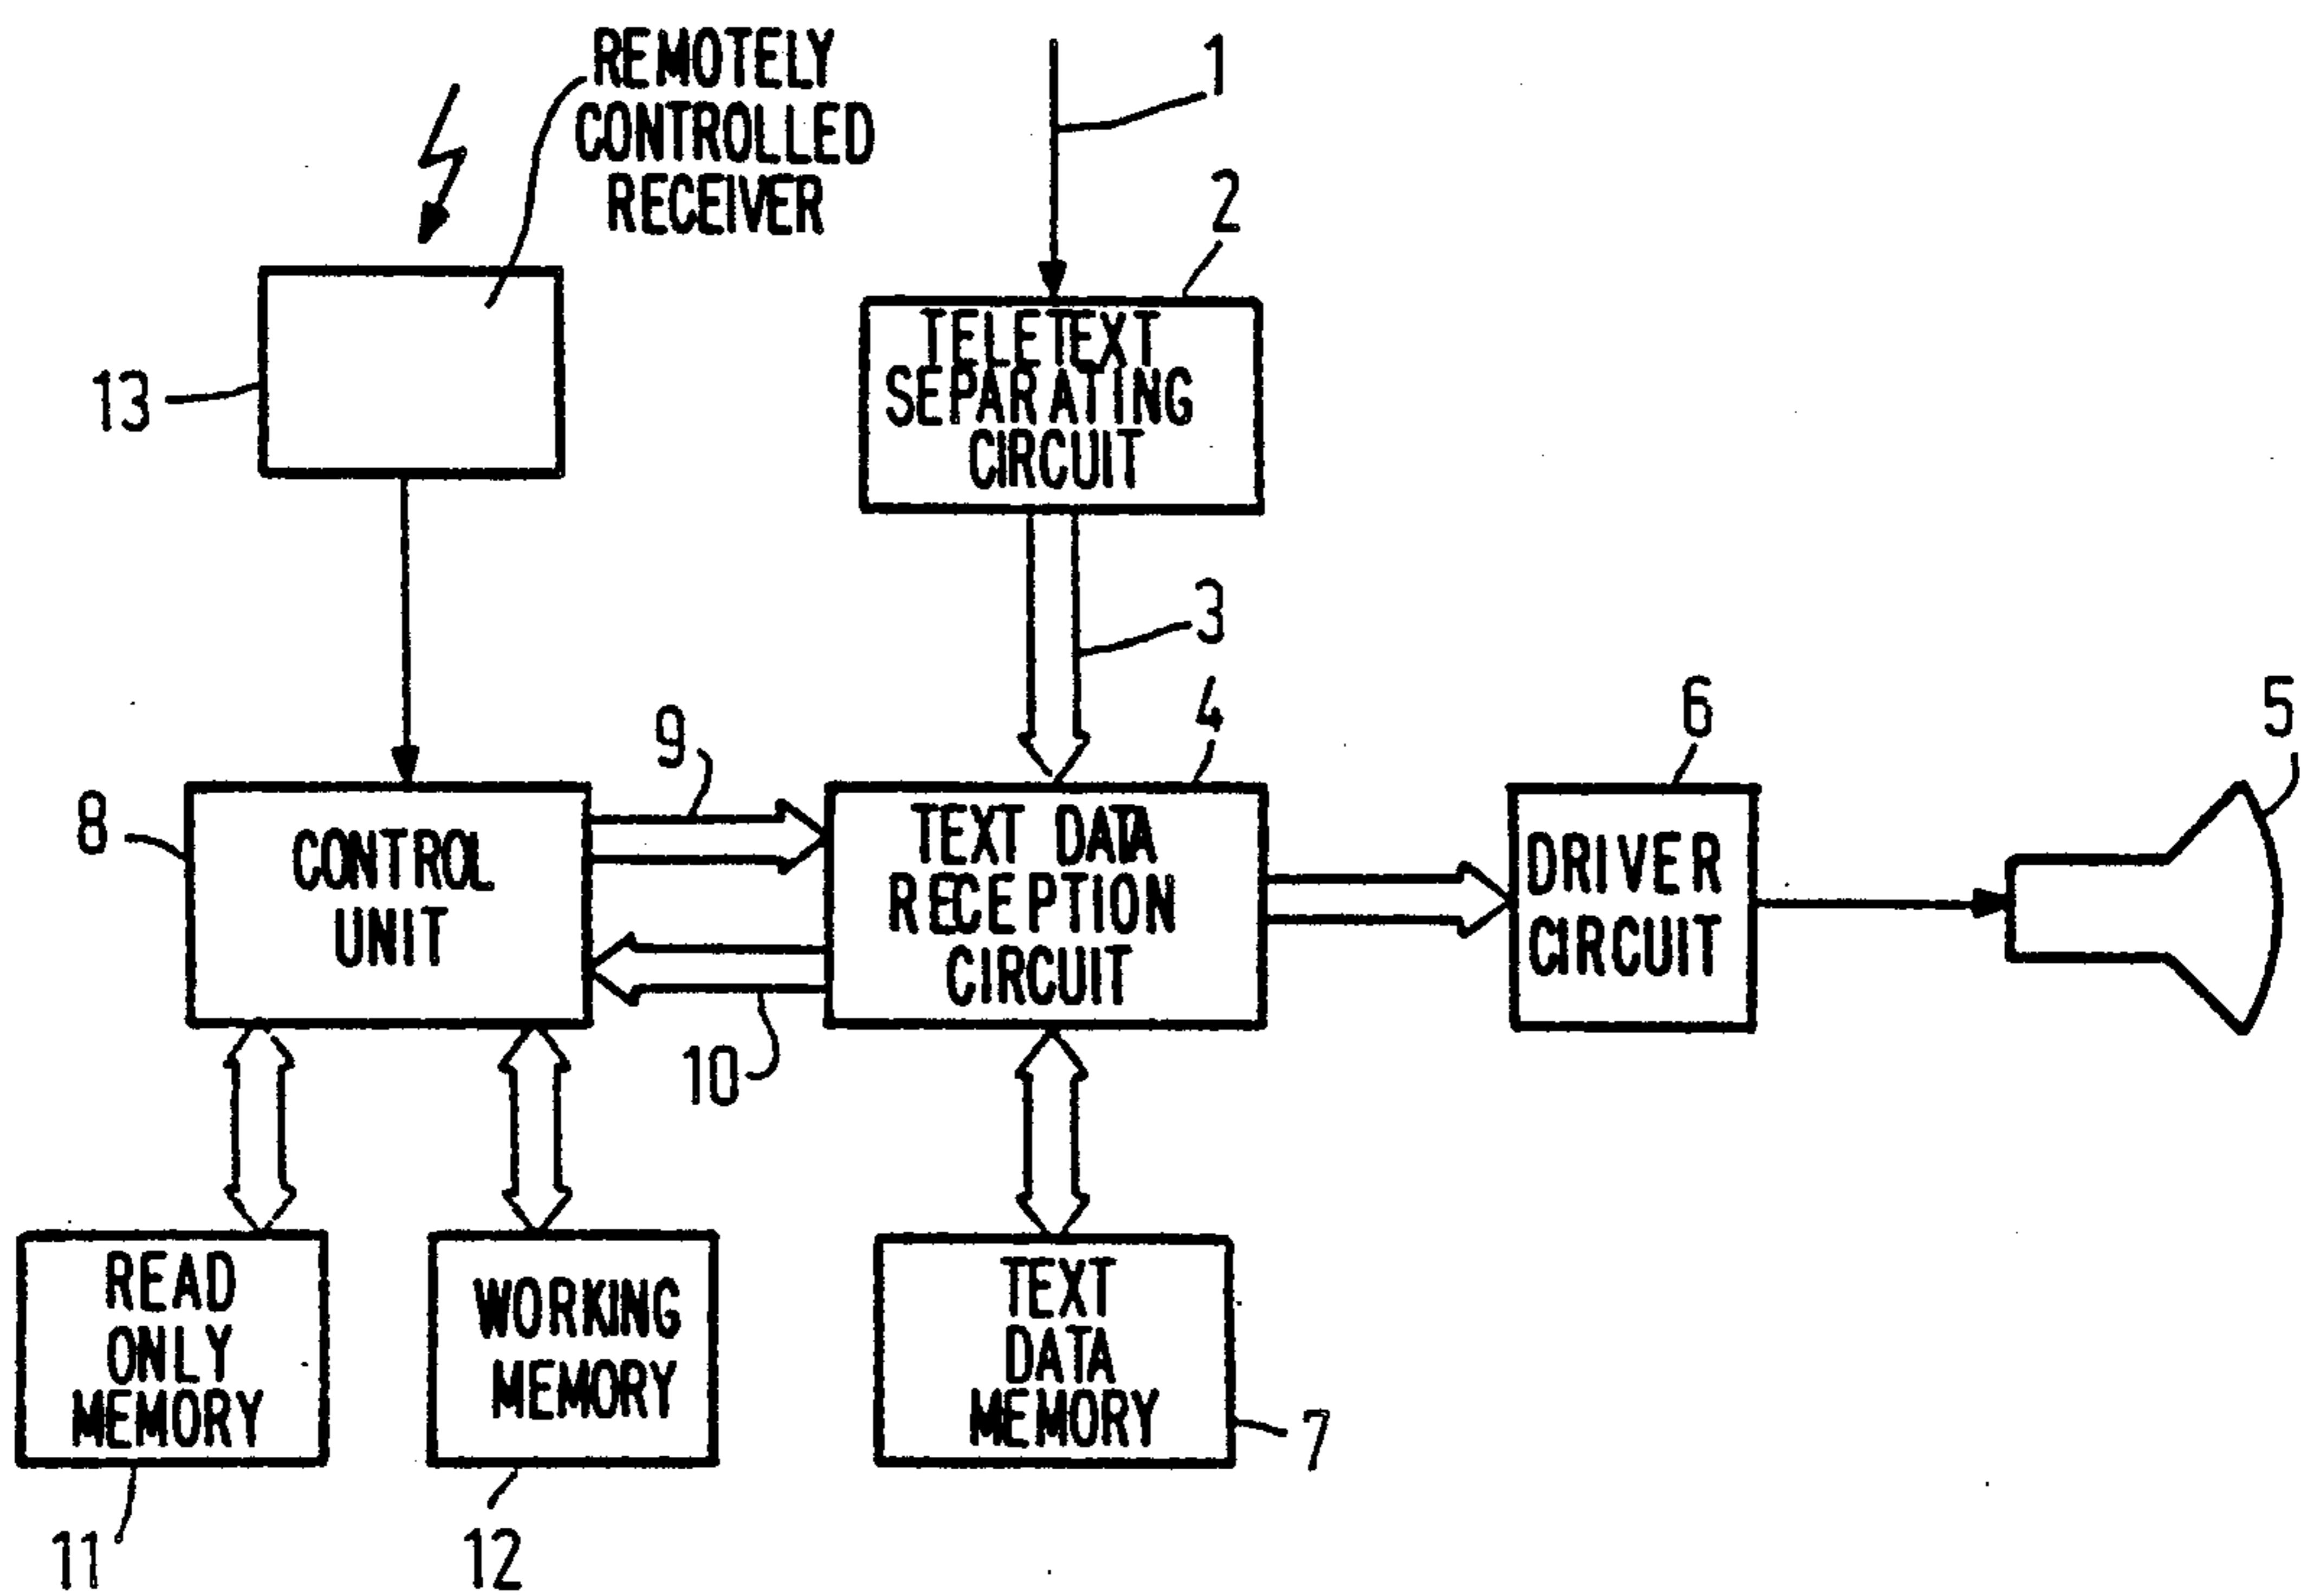 REMOTELY
CONTROLLED
RECEIVER
1
2
TELETEXT
SEPARATING
CIRCUIT
13
3
4
6
5
9
8
CONTROL
UNIT
TEXT DATA
RECEPTION
CIRCUIT
DRIVER
CIRCUIT
10
READ
ONLY
MEMORY
WORKING
MEMORY
TEXT
DATA
MEMORY
7
11
12